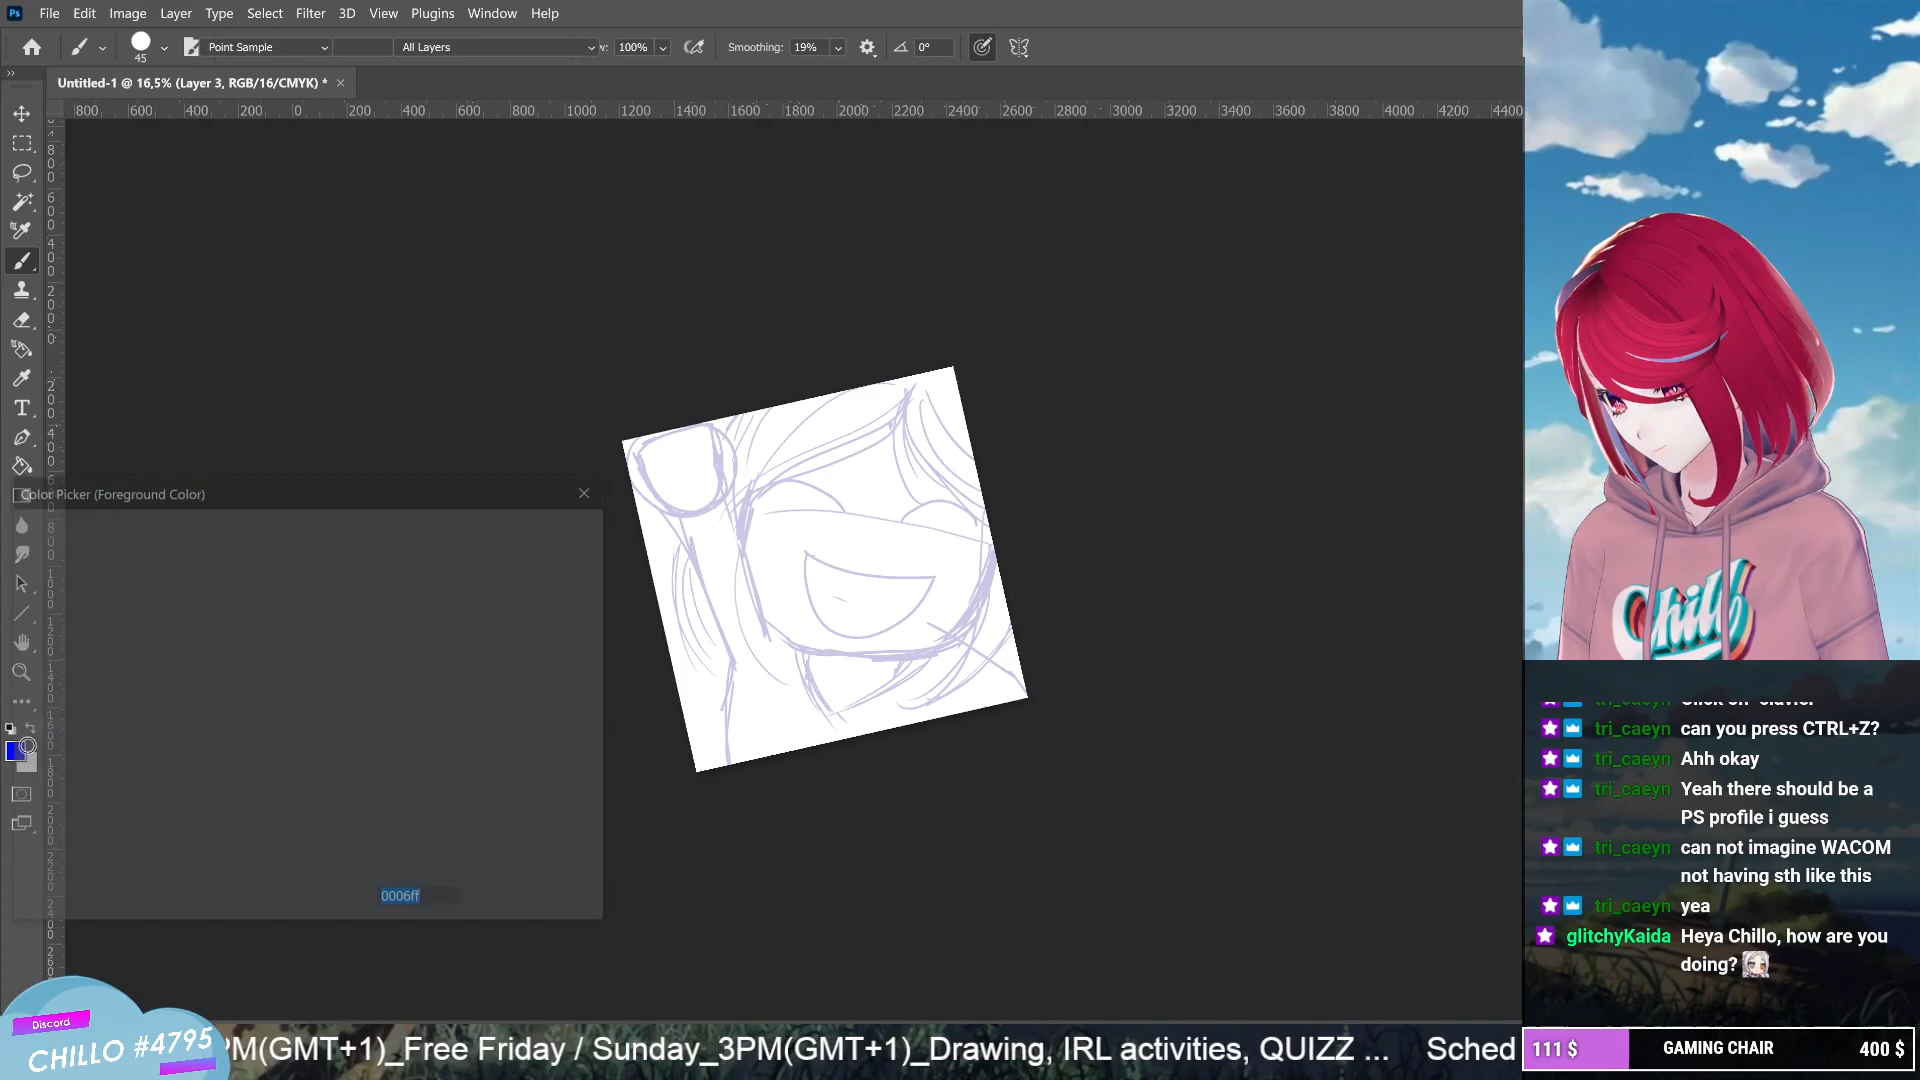 Ps File Edit Image Layer Type Select Filter 3D View Plugins Window Help
45 Point Sample All Layers 100% Smoothing: 19% 0°
Untitled-1 @ 16,5% (Layer 3, RGB/16/CMYK) *
800 600 400 200 0 200 400 600 800 1000 1200 1400 1600 1800 2000 2200 2400 2600 2800 3000 3200 3400 3600 3800 4000 4200 4400
Color Picker (Foreground Color)
0006ff
Chill
tri_caeyn can you press CTRL+Z?
tri_caeyn Ahh okay
tri_caeyn Yeah there should be a
PS profile i guess
tri_caeyn can not imagine WACOM
not having sth like this
tri_caeyn yea
glitchyKaida Heya Chillo, how are you
doing?
Discord
CHILLO #4795
PM(GMT+1)_Free Friday / Sunday_3PM(GMT+1)_Drawing, IRL activities, QUIZZ ... Sched
111 $ GAMING CHAIR 400 $